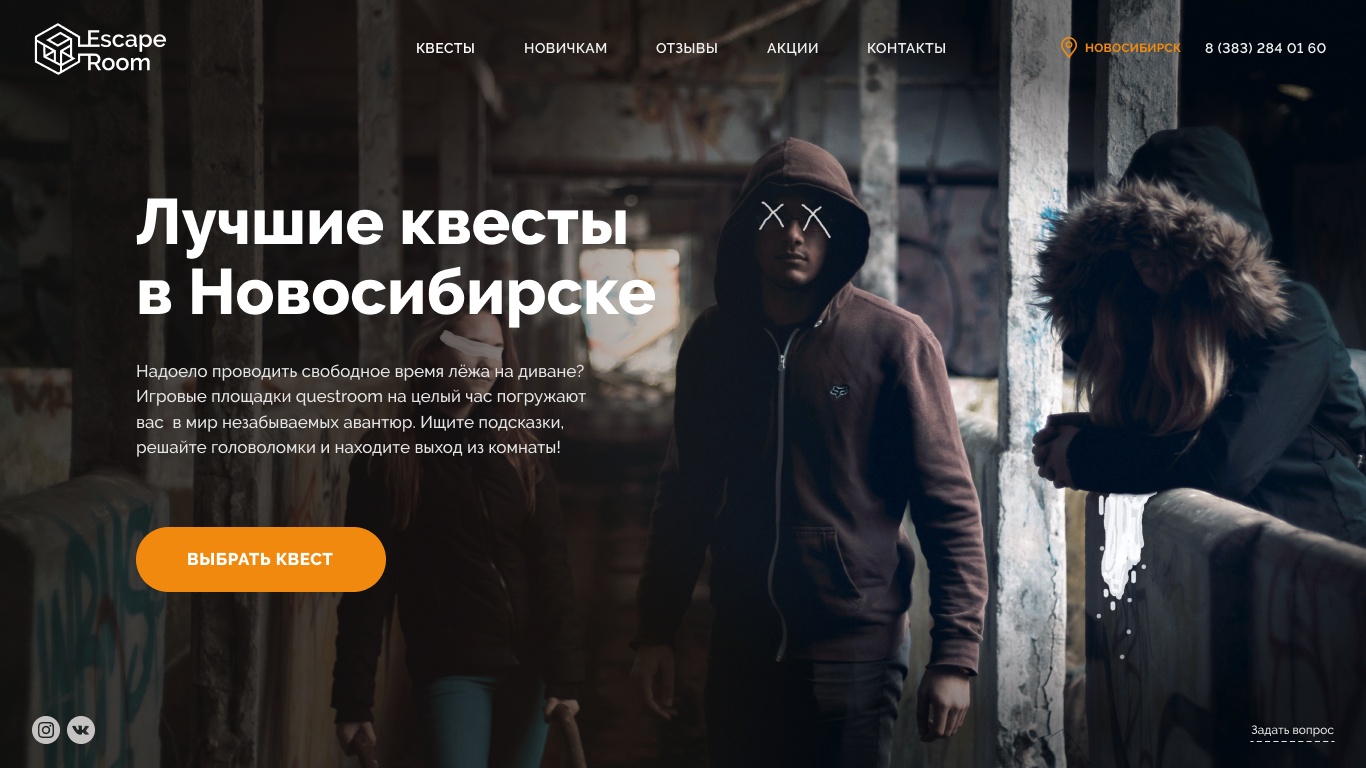 Escape
Room
КВЕСТЫ
НОВИЧКАМ
ОТЗЫВЫ
АКЦИИ
КОНТАКТЫ
НОВОСИБИРСК
8 (383) 284 01 60
Лучшие квесты
в Новосибирске
Надоело проводить свободное время лёжа на диване?
Игровые площадки questroom на целый час погружают
вас  в мир незабываемых авантюр. Ищите подсказки,
решайте головоломки и находите выход из комнаты!
ВЫБРАТЬ КВЕСТ
Задать вопрос